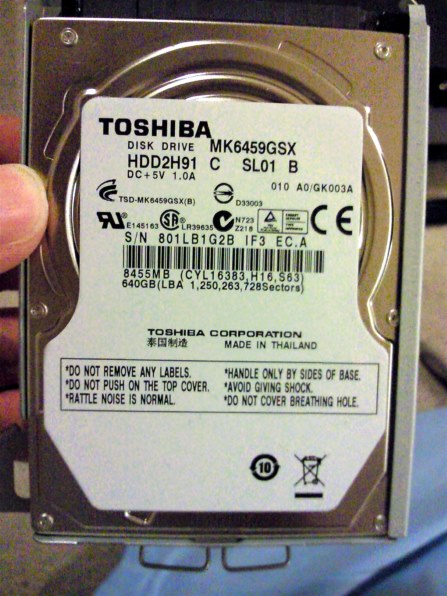 TOSHIBA
DISK DRIVE MK6459GSX
HDD2H91 C SL01 B
DC+5V 1.0A
010 A0/GK003A
TSD-MK6459GSX(B)
D33003
E145163 LR39635 N723 Z218
CE
S/N 801LB1G2B IF3 EC.A
8455MB (CYL16383,H16,S63)
640GB(LBA 1,250,263,728Sectors)
TOSHIBA CORPORATION
泰国制造 MADE IN THAILAND
*DO NOT REMOVE ANY LABELS. *HANDLE ONLY BY SIDES OF BASE.
*DO NOT PUSH ON THE TOP COVER. *AVOID GIVING SHOCK.
*RATTLE NOISE IS NORMAL. *DO NOT COVER BREATHING HOLE.
10